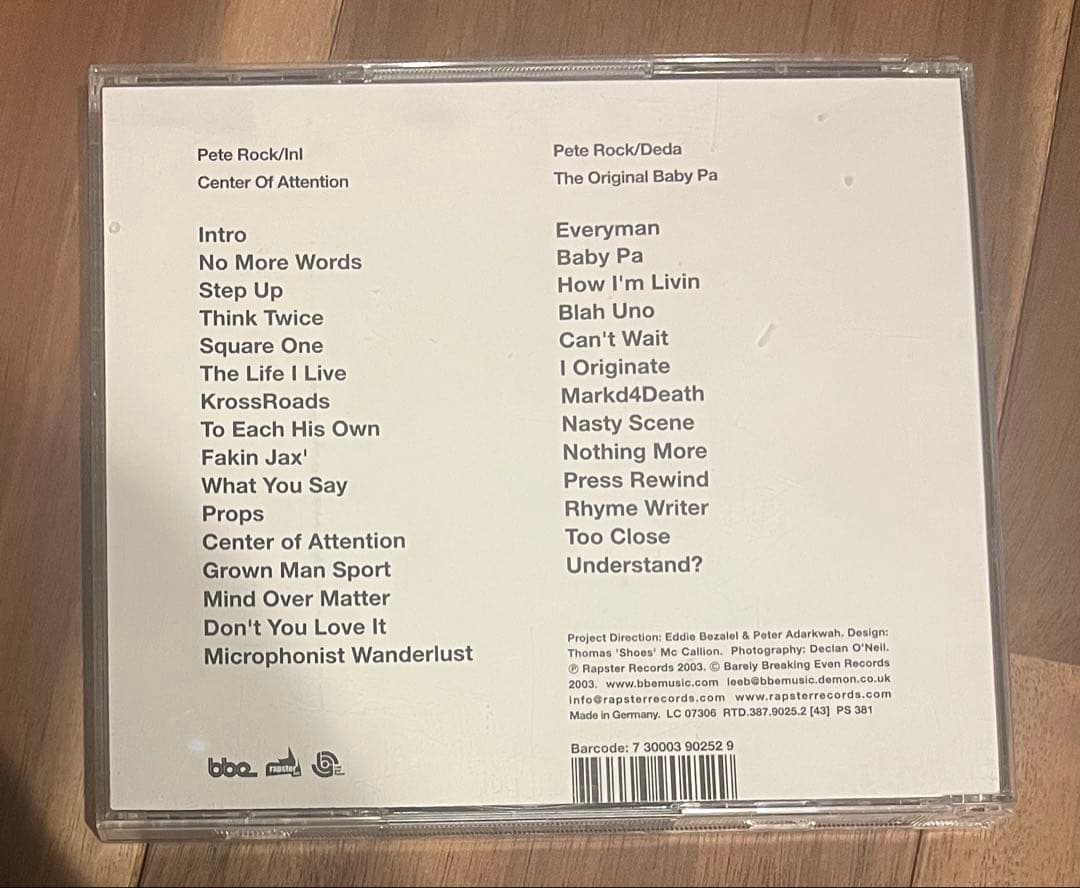 Pete Rock/InI
Center Of Attention
Intro
No More Words
Step Up
Think Twice
Square One
The Life I Live
KrossRoads
To Each His Own
Fakin Jax'
What You Say
Props
Center of Attention
Grown Man Sport
Mind Over Matter
Don't You Love It
Microphonist Wanderlust
Pete Rock/Deda
The Original Baby Pa
Everyman
Baby Pa
How I'm Livin
Blah Uno
Can't Wait
I Originate
Markd4Death
Nasty Scene
Nothing More
Press Rewind
Rhyme Writer
Too Close
Understand?
Project Direction: Eddie Bezalel & Peter Adarkwah. Design:
Thomas 'Shoes' Mc Callion. Photography: Declan O'Neil.
℗ Rapster Records 2003. © Barely Breaking Even Records
2003. www.bbemusic.com leeb@bbemusic.demon.co.uk
info@rapsterrecords.com www.rapsterrecords.com
Made in Germany. LC 07306 RTD.387.9025.2 [43] PS 381
Barcode: 7 30003 90252 9
bbe rapster